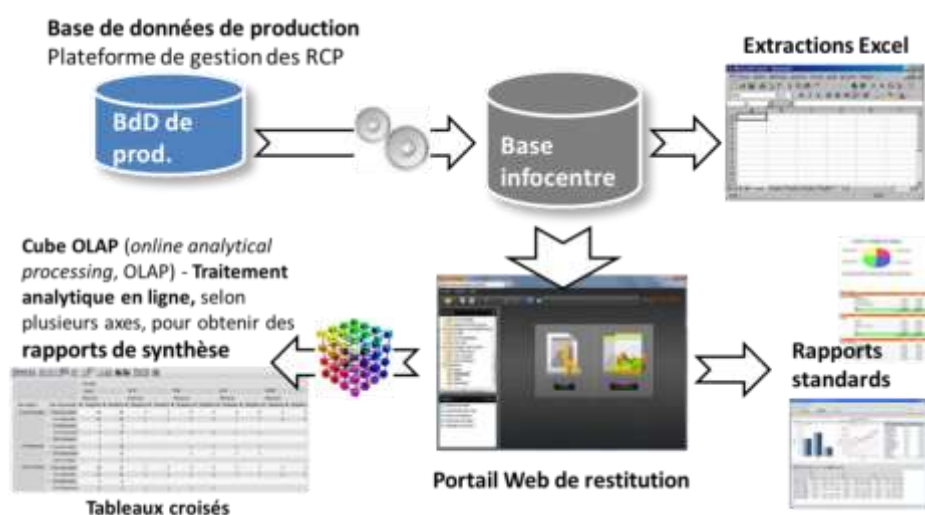 Base de données de production
Plateforme de gestion des RCP
Extractions Excel
BdD de
prod.
Base
infocentre
Cube OLAP (online analytical
processing, OLAP) - Traitement
analytique en ligne, selon
plusieurs axes, pour obtenir des
rapports de synthèse
Rapports
standards
Portail Web de restitution
Tableaux croisés